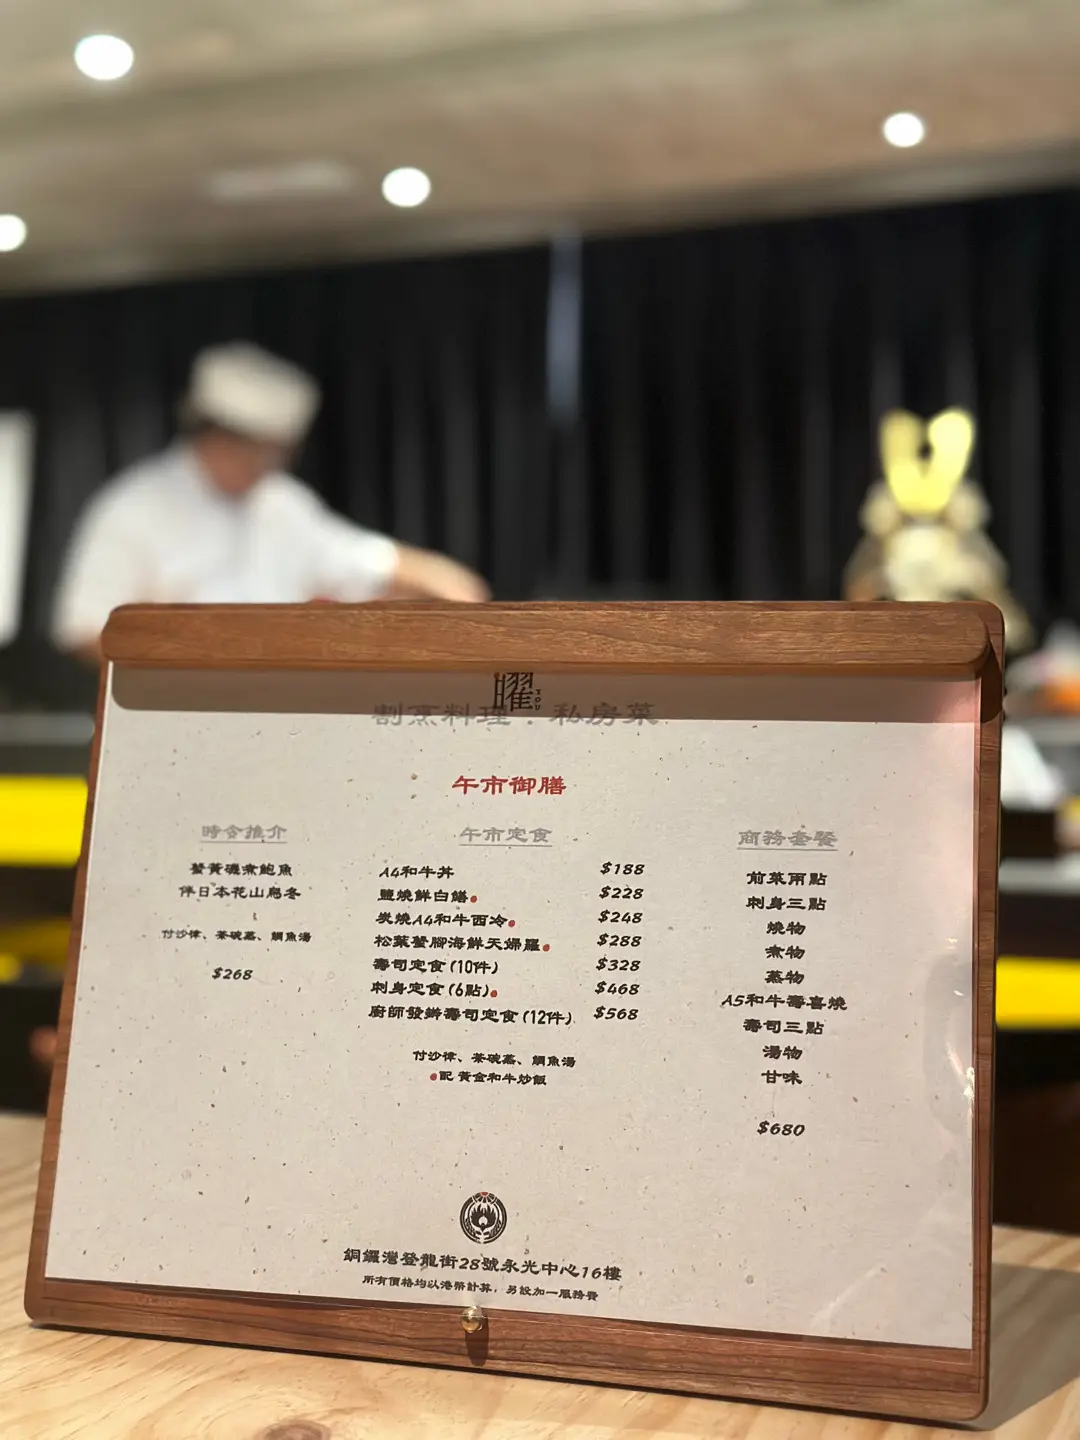 曜
YOU
割烹料理．私房菜
午市御膳
時令推介
蟹黃磯煮鮑魚
伴日本花山烏冬
付沙律、茶碗蒸、鯛魚湯
$268
午市定食
A4和牛丼 $188
鹽燒鮮白鱔• $228
炭燒A4和牛西冷• $248
松葉蟹腳海鮮天婦羅• $288
壽司定食(10件) $328
刺身定食(6點)• $468
廚師發辦壽司定食(12件) $568
付沙律、茶碗蒸、鯛魚湯
•配 黃金和牛炒飯
商務套餐
前菜兩點
刺身三點
燒物
煮物
蒸物
A5和牛壽喜燒
壽司三點
湯物
甘味
$680
銅鑼灣登龍街28號永光中心16樓
所有價格均以港幣計算，另設加一服務費